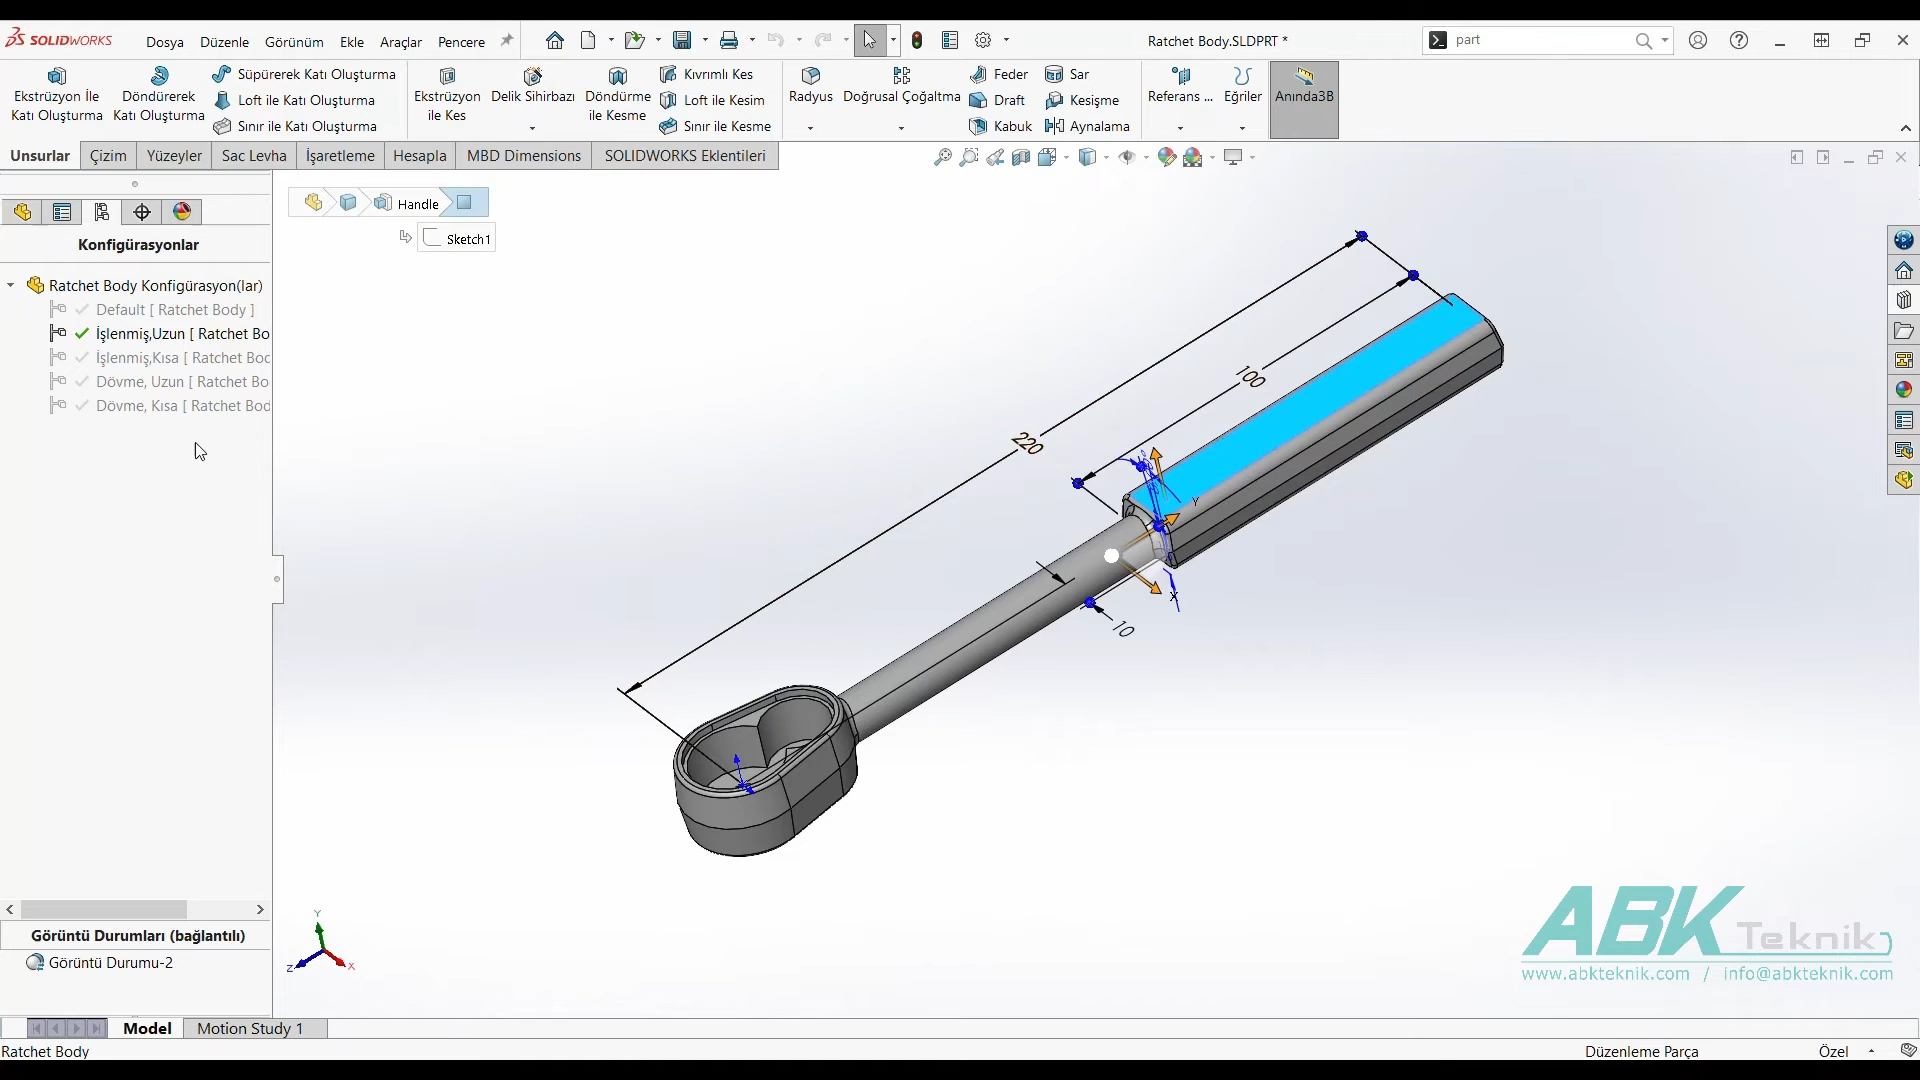 SOLIDWORKS
Dosya Düzenle Görünüm Ekle Araçlar Pencere
Ratchet Body.SLDPRT *
part
Ekstrüzyon İle Katı Oluşturma
Döndürerek Katı Oluşturma
Süpürerek Katı Oluşturma
Loft ile Katı Oluşturma
Sınır ile Katı Oluşturma
Ekstrüzyon ile Kes
Delik Sihirbazı
Döndürme ile Kesme
Kıvrımlı Kes
Loft ile Kesim
Sınır ile Kesme
Radyus
Doğrusal Çoğaltma
Feder
Draft
Kabuk
Sar
Kesişme
Aynalama
Referans ...
Eğriler
Anında3B
Unsurlar Çizim Yüzeyler Sac Levha İşaretleme Hesapla MBD Dimensions SOLIDWORKS Eklentileri
Handle
Sketch1
Konfigürasyonlar
Ratchet Body Konfigürasyon(lar)
Default [ Ratchet Body ]
İşlenmiş,Uzun [ Ratchet Bo
İşlenmiş,Kısa [ Ratchet Boc
Dövme, Uzun [ Ratchet Bo
Dövme, Kısa [ Ratchet Bod
220
100
10
Y
X
Y
Z
X
Görüntü Durumları (bağlantılı)
Görüntü Durumu-2
ABK Teknik
www.abkteknik.com / info@abkteknik.com
Model Motion Study 1
Ratchet Body
Düzenleme Parça
Özel